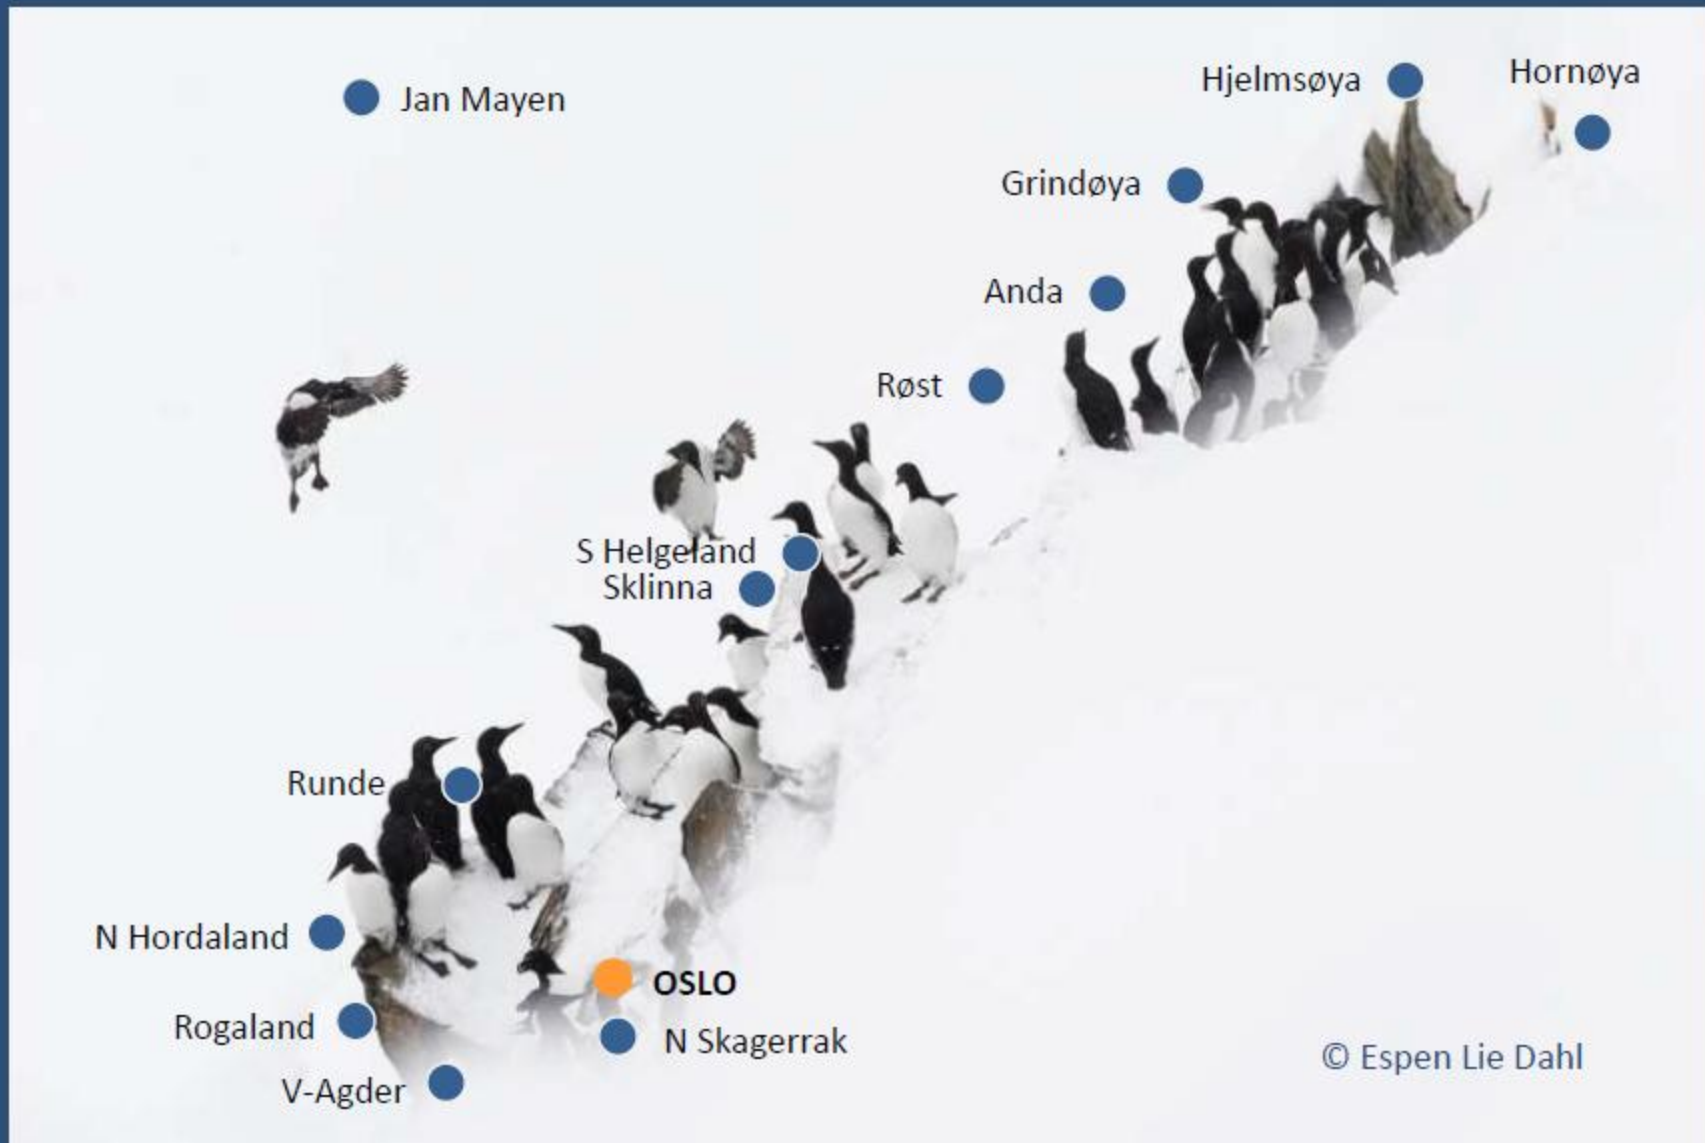 Jan Mayen
Hjelmsøya
Hornøya
Grindøya
Anda
Røst
S Helgeland
Sklinna
Runde
N Hordaland
OSLO
Rogaland
N Skagerrak
V-Agder
© Espen Lie Dahl